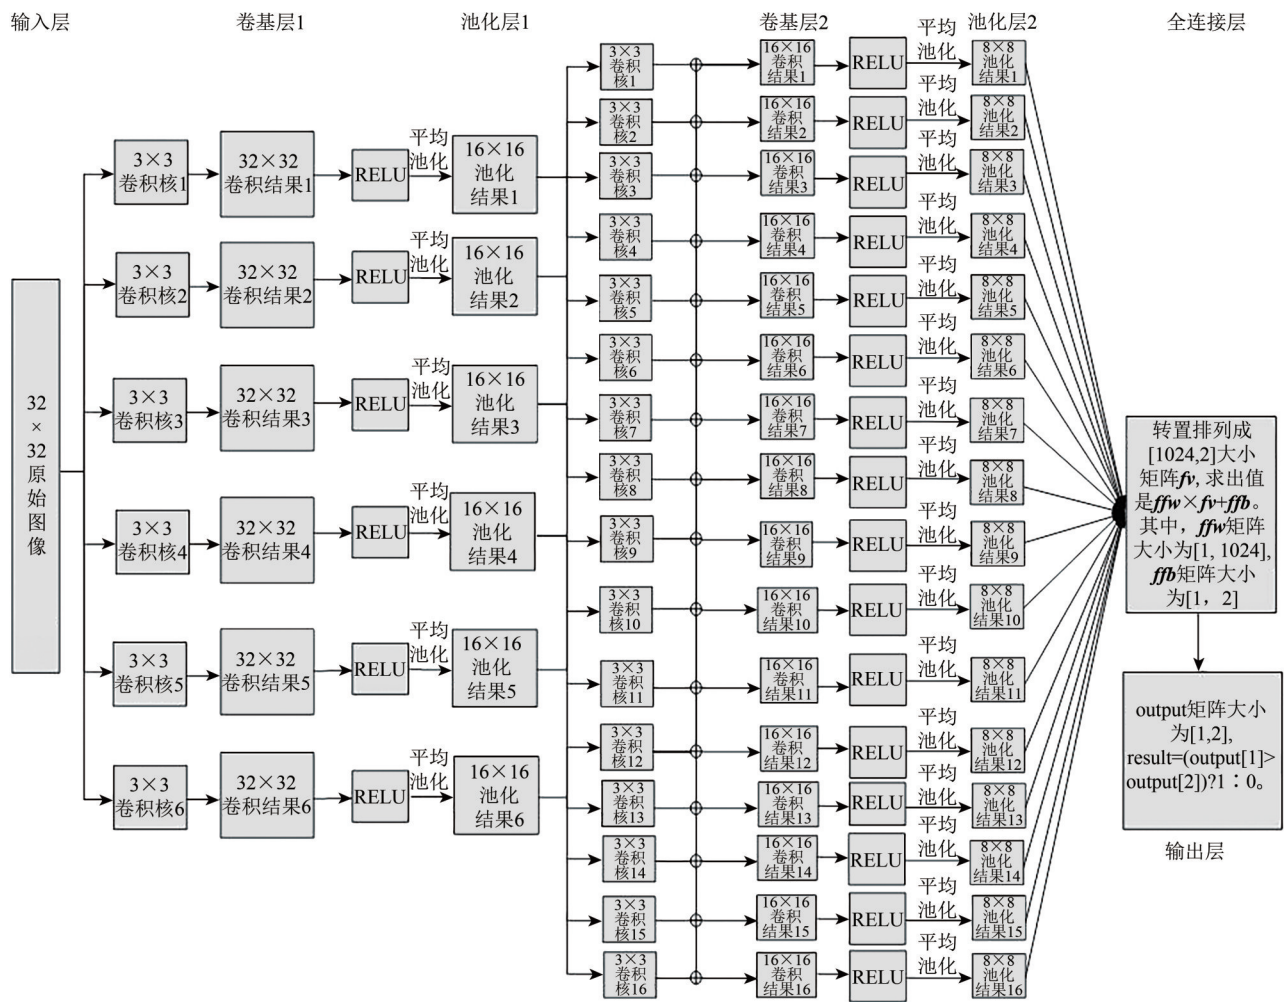 输入层
卷基层1
池化层1
卷基层2
池化层2
全连接层
32
×
32
原
始
图
像
3×3
卷积核1
32×32
卷积结果1
RELU
平均
池化
16×16
池化
结果1
3×3
卷积核2
32×32
卷积结果2
RELU
平均
池化
16×16
池化
结果2
3×3
卷积核3
32×32
卷积结果3
RELU
平均
池化
16×16
池化
结果3
3×3
卷积核4
32×32
卷积结果4
RELU
平均
池化
16×16
池化
结果4
3×3
卷积核5
32×32
卷积结果5
RELU
平均
池化
16×16
池化
结果5
3×3
卷积核6
32×32
卷积结果6
RELU
平均
池化
16×16
池化
结果6
3×3
卷积
核1
16×16
卷积
结果1
RELU
平均
池化
8×8
池化
结果1
3×3
卷积
核2
16×16
卷积
结果2
RELU
平均
池化
8×8
池化
结果2
3×3
卷积
核3
16×16
卷积
结果3
RELU
平均
池化
8×8
池化
结果3
3×3
卷积
核4
16×16
卷积
结果4
RELU
平均
池化
8×8
池化
结果4
3×3
卷积
核5
16×16
卷积
结果5
RELU
平均
池化
8×8
池化
结果5
3×3
卷积
核6
16×16
卷积
结果6
RELU
平均
池化
8×8
池化
结果6
3×3
卷积
核7
16×16
卷积
结果7
RELU
平均
池化
8×8
池化
结果7
3×3
卷积
核8
16×16
卷积
结果8
RELU
平均
池化
8×8
池化
结果8
3×3
卷积
核9
16×16
卷积
结果9
RELU
平均
池化
8×8
池化
结果9
3×3
卷积
核10
16×16
卷积
结果10
RELU
平均
池化
8×8
池化
结果10
3×3
卷积
核11
16×16
卷积
结果11
RELU
平均
池化
8×8
池化
结果11
3×3
卷积
核12
16×16
卷积
结果12
RELU
平均
池化
8×8
池化
结果12
3×3
卷积
核13
16×16
卷积
结果13
RELU
平均
池化
8×8
池化
结果13
3×3
卷积
核14
16×16
卷积
结果14
RELU
平均
池化
8×8
池化
结果14
3×3
卷积
核15
16×16
卷积
结果15
RELU
平均
池化
8×8
池化
结果15
3×3
卷积
核16
16×16
卷积
结果16
RELU
平均
池化
8×8
池化
结果16
转置排列成
[1024,2]大小
矩阵fv, 求出值
是ffw×fv+ffb。
其中，ffw矩阵
大小为[1, 1024],
ffb矩阵大小
为[1，2]
output矩阵大小
为[1,2],
result=(output[1]>
output[2])?1∶0。
输出层